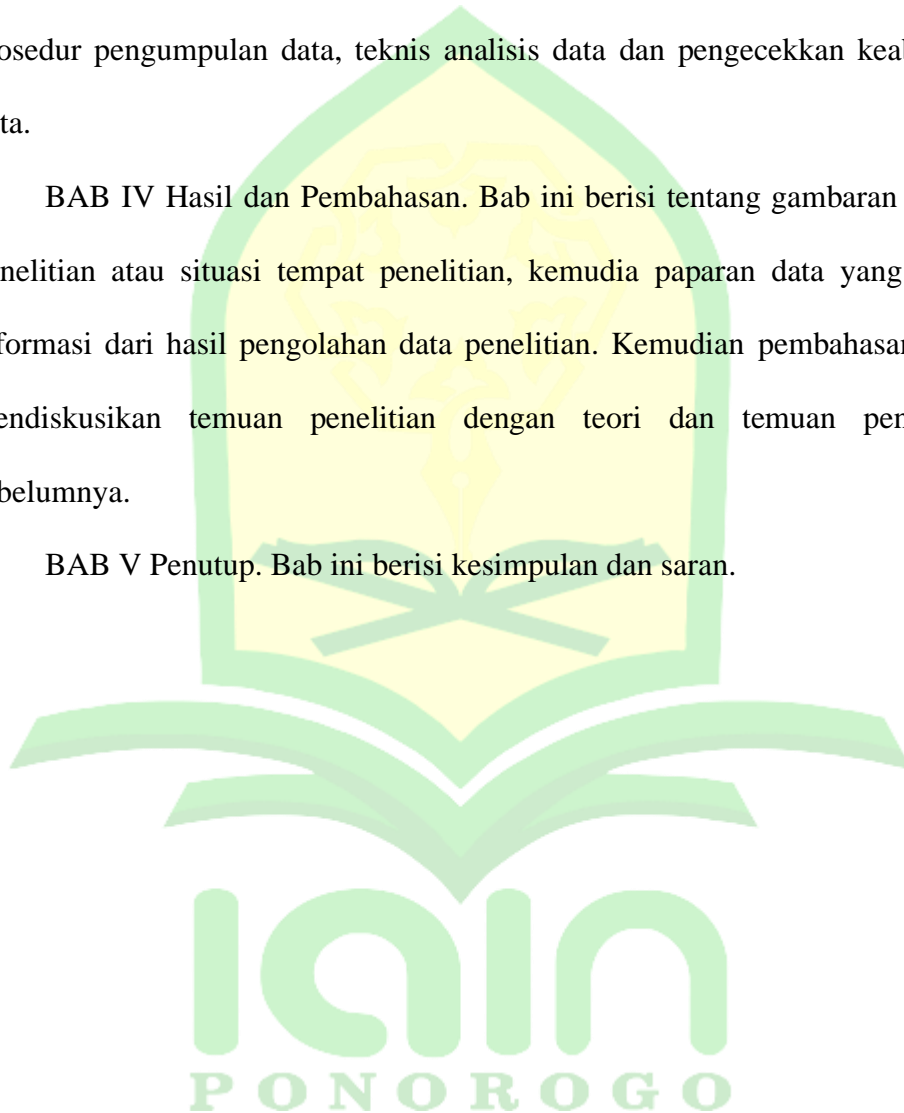 osedur pengumpulan data, teknis analisis data dan pengecekkan keab
ta.
BAB IV Hasil dan Pembahasan. Bab ini berisi tentang gambaran
nelitian atau situasi tempat penelitian, kemudia paparan data yang
formasi dari hasil pengolahan data penelitian. Kemudian pembahasan
endiskusikan temuan penelitian dengan teori dan temuan pen
belumnya.
BAB V Penutup. Bab ini berisi kesimpulan dan saran.
iain
PONOROGO